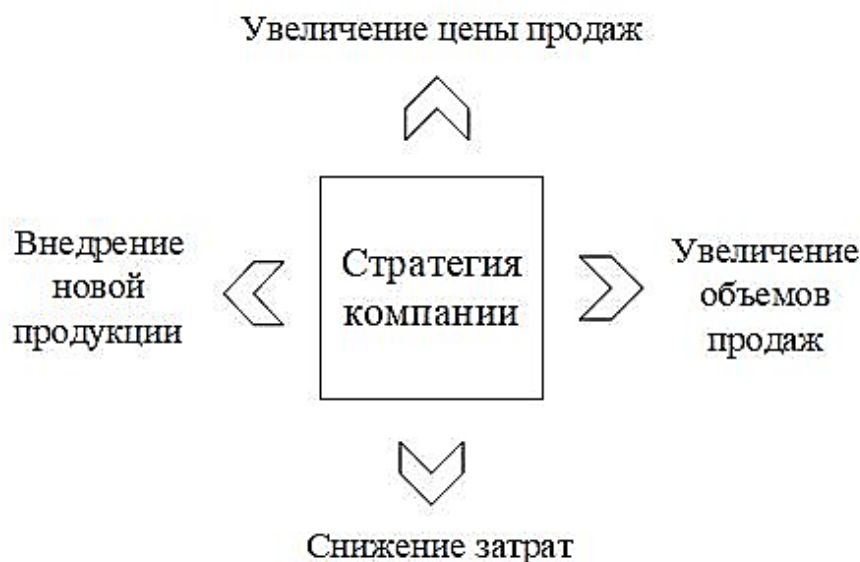 Увеличение цены продаж
Внедрение
новой
продукции
Стратегия
компании
Увеличение
объемов
продаж
Снижение затрат